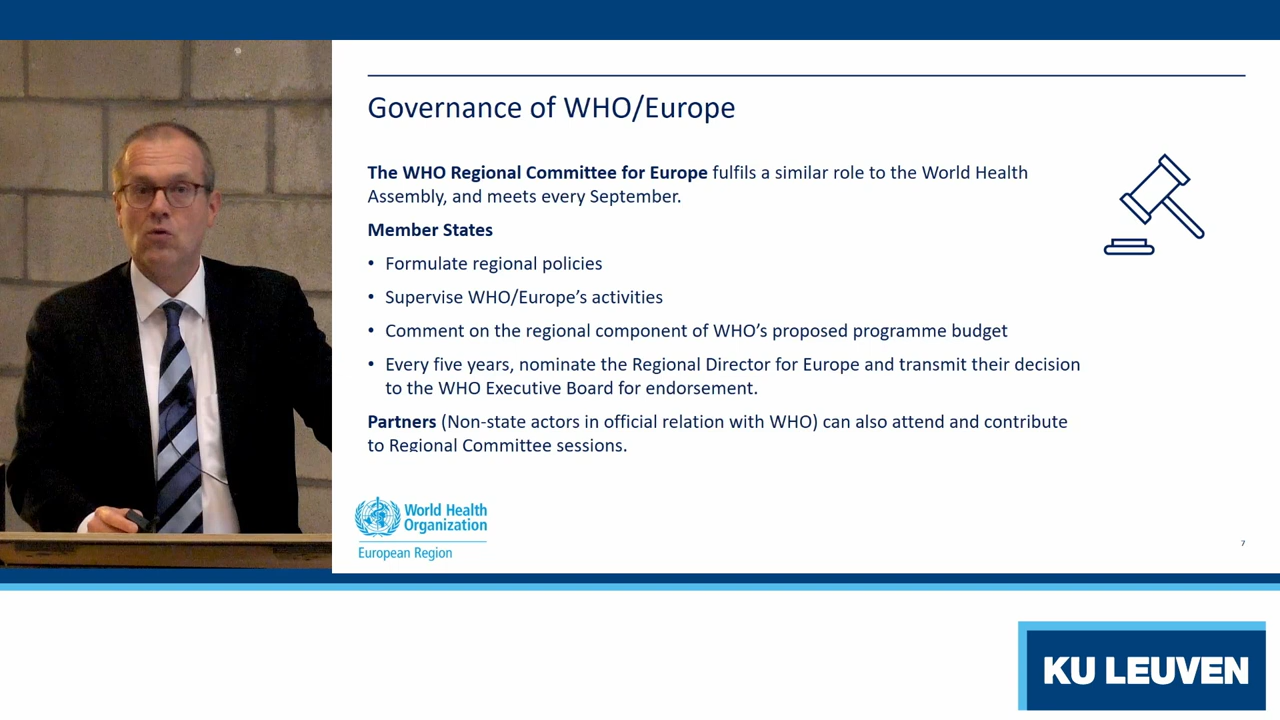 Governance of WHO/Europe
The WHO Regional Committee for Europe fulfils a similar role to the World Health
Assembly, and meets every September.
Member States
• Formulate regional policies
• Supervise WHO/Europe's activities
• Comment on the regional component of WHO's proposed programme budget
• Every five years, nominate the Regional Director for Europe and transmit their decision
to the WHO Executive Board for endorsement.
Partners (Non-state actors in official relation with WHO) can also attend and contribute
to Regional Committee sessions.
World Health
Organization
European Region
7
KU LEUVEN